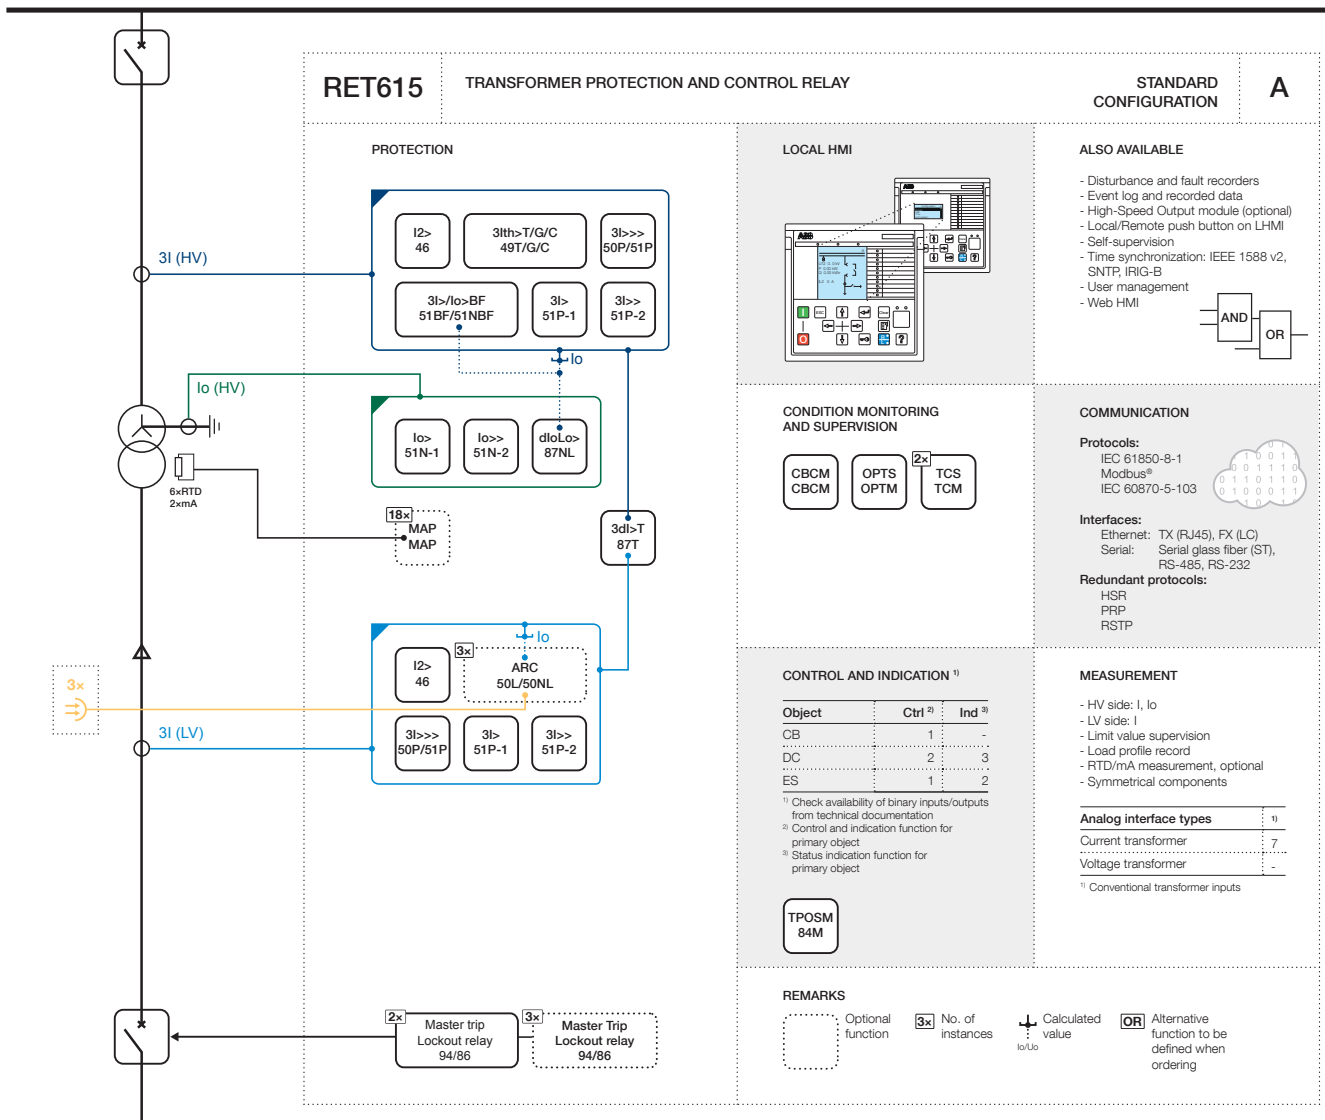 RET615
TRANSFORMER PROTECTION AND CONTROL RELAY
STANDARD
CONFIGURATION
A
PROTECTION
I2>
46
3Ith>T/G/C
49T/G/C
3I>>>
50P/51P
3I (HV)
3I>/Io>BF
51BF/51NBF
3I>
51P-1
3I>>
51P-2
Io
Io (HV)
Io>
51N-1
Io>>
51N-2
dIoLo>
87NL
6xRTD
2xmA
18×
MAP
MAP
3dI>T
87T
Io
I2>
46
3×
ARC
50L/50NL
3×
3I (LV)
3I>>>
50P/51P
3I>
51P-1
3I>>
51P-2
2×
Master trip
Lockout relay
94/86
3×
Master Trip
Lockout relay
94/86
LOCAL HMI
ABB
ABB
ESC
Clear
ALSO AVAILABLE
- Disturbance and fault recorders
- Event log and recorded data
- High-Speed Output module (optional)
- Local/Remote push button on LHMI
- Self-supervision
- Time synchronization: IEEE 1588 v2,
SNTP, IRIG-B
- User management
- Web HMI
AND
OR
CONDITION MONITORING
AND SUPERVISION
CBCM
CBCM
OPTS
OPTM
2×
TCS
TCM
COMMUNICATION
Protocols:
IEC 61850-8-1
Modbus®
IEC 60870-5-103
Interfaces:
Ethernet: TX (RJ45), FX (LC)
Serial: Serial glass fiber (ST),
RS-485, RS-232
Redundant protocols:
HSR
PRP
RSTP
CONTROL AND INDICATION 1)
Object Ctrl 2) Ind 3)
CB 1 -
DC 2 3
ES 1 2
1) Check availability of binary inputs/outputs
from technical documentation
2) Control and indication function for
primary object
3) Status indication function for
primary object
TPOSM
84M
MEASUREMENT
- HV side: I, Io
- LV side: I
- Limit value supervision
- Load profile record
- RTD/mA measurement, optional
- Symmetrical components
Analog interface types 1)
Current transformer 7
Voltage transformer -
1) Conventional transformer inputs
REMARKS
Optional
function
3×
No. of
instances
Io/Uo
Calculated
value
OR
Alternative
function to be
defined when
ordering